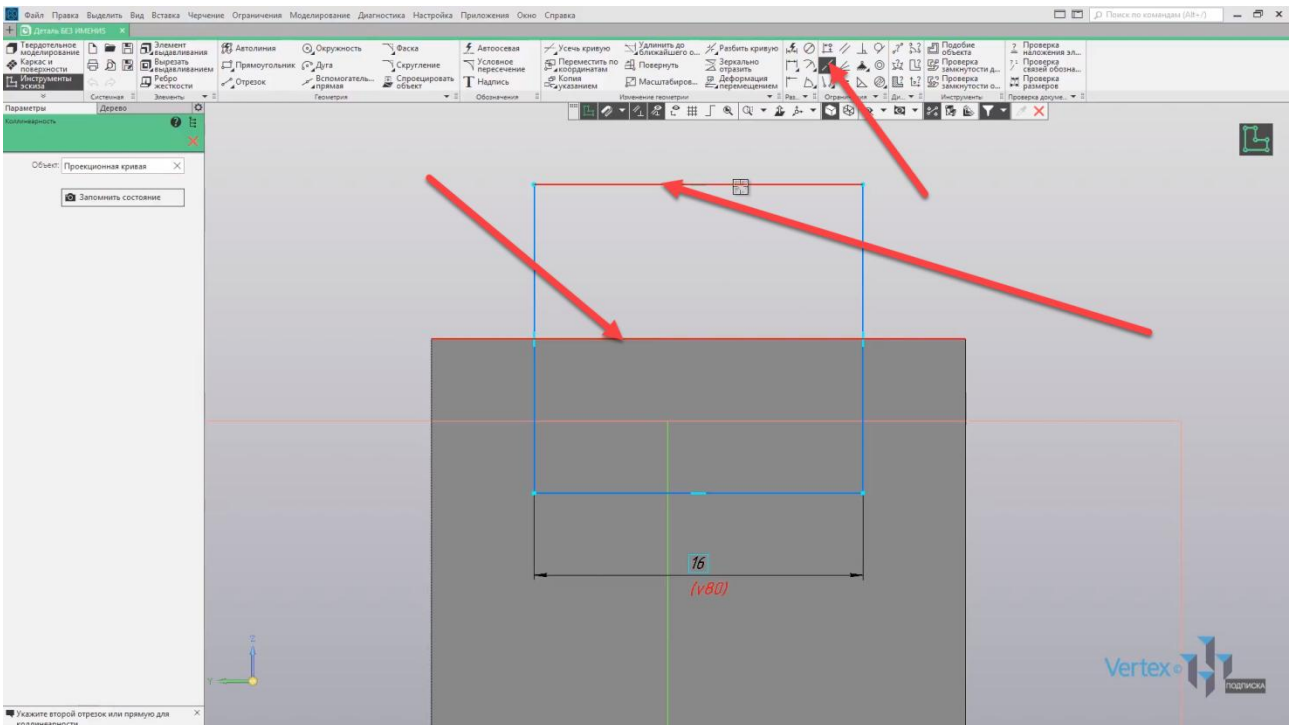 Файл Правка Выделить Вид Вставка Черчение Ограничения Моделирование Диагностика Настройка Приложения Окно Справка
Поиск по командам (Alt+/)
Деталь БЕЗ ИМЕНИ5
Твердотельное моделирование
Каркас и поверхности
Инструменты эскиза
Системная
Элемент выдавливания
Вырезать выдавливанием
Ребро жесткости
Элементы
Автолиния
Прямоугольник
Отрезок
Окружность
Дуга
Вспомогатель... прямая
Фаска
Скругление
Спроецировать объект
Геометрия
Автоосевая
Условное пересечение
Надпись
Обозначения
Усечь кривую
Переместить по координатам
Копия указанием
Удлинить до ближайшего о...
Повернуть
Масштабиров...
Разбить кривую
Зеркально отразить
Деформация перемещением
Изменение геометрии
Раз...
Ограничения
Ди...
Подобие объекта
Проверка замкнутости д...
Проверка замкнутости о...
Инструменты
Проверка наложения эл...
Проверка связей обозна...
Проверка размеров
Проверка докуме...
Параметры
Дерево
Коллинеарность
Объект: Проекционная кривая
Запомнить состояние
16
(v80)
Z
Y
Vertex
ПОДПИСКА
Укажите второй отрезок или прямую для
коллинеарности